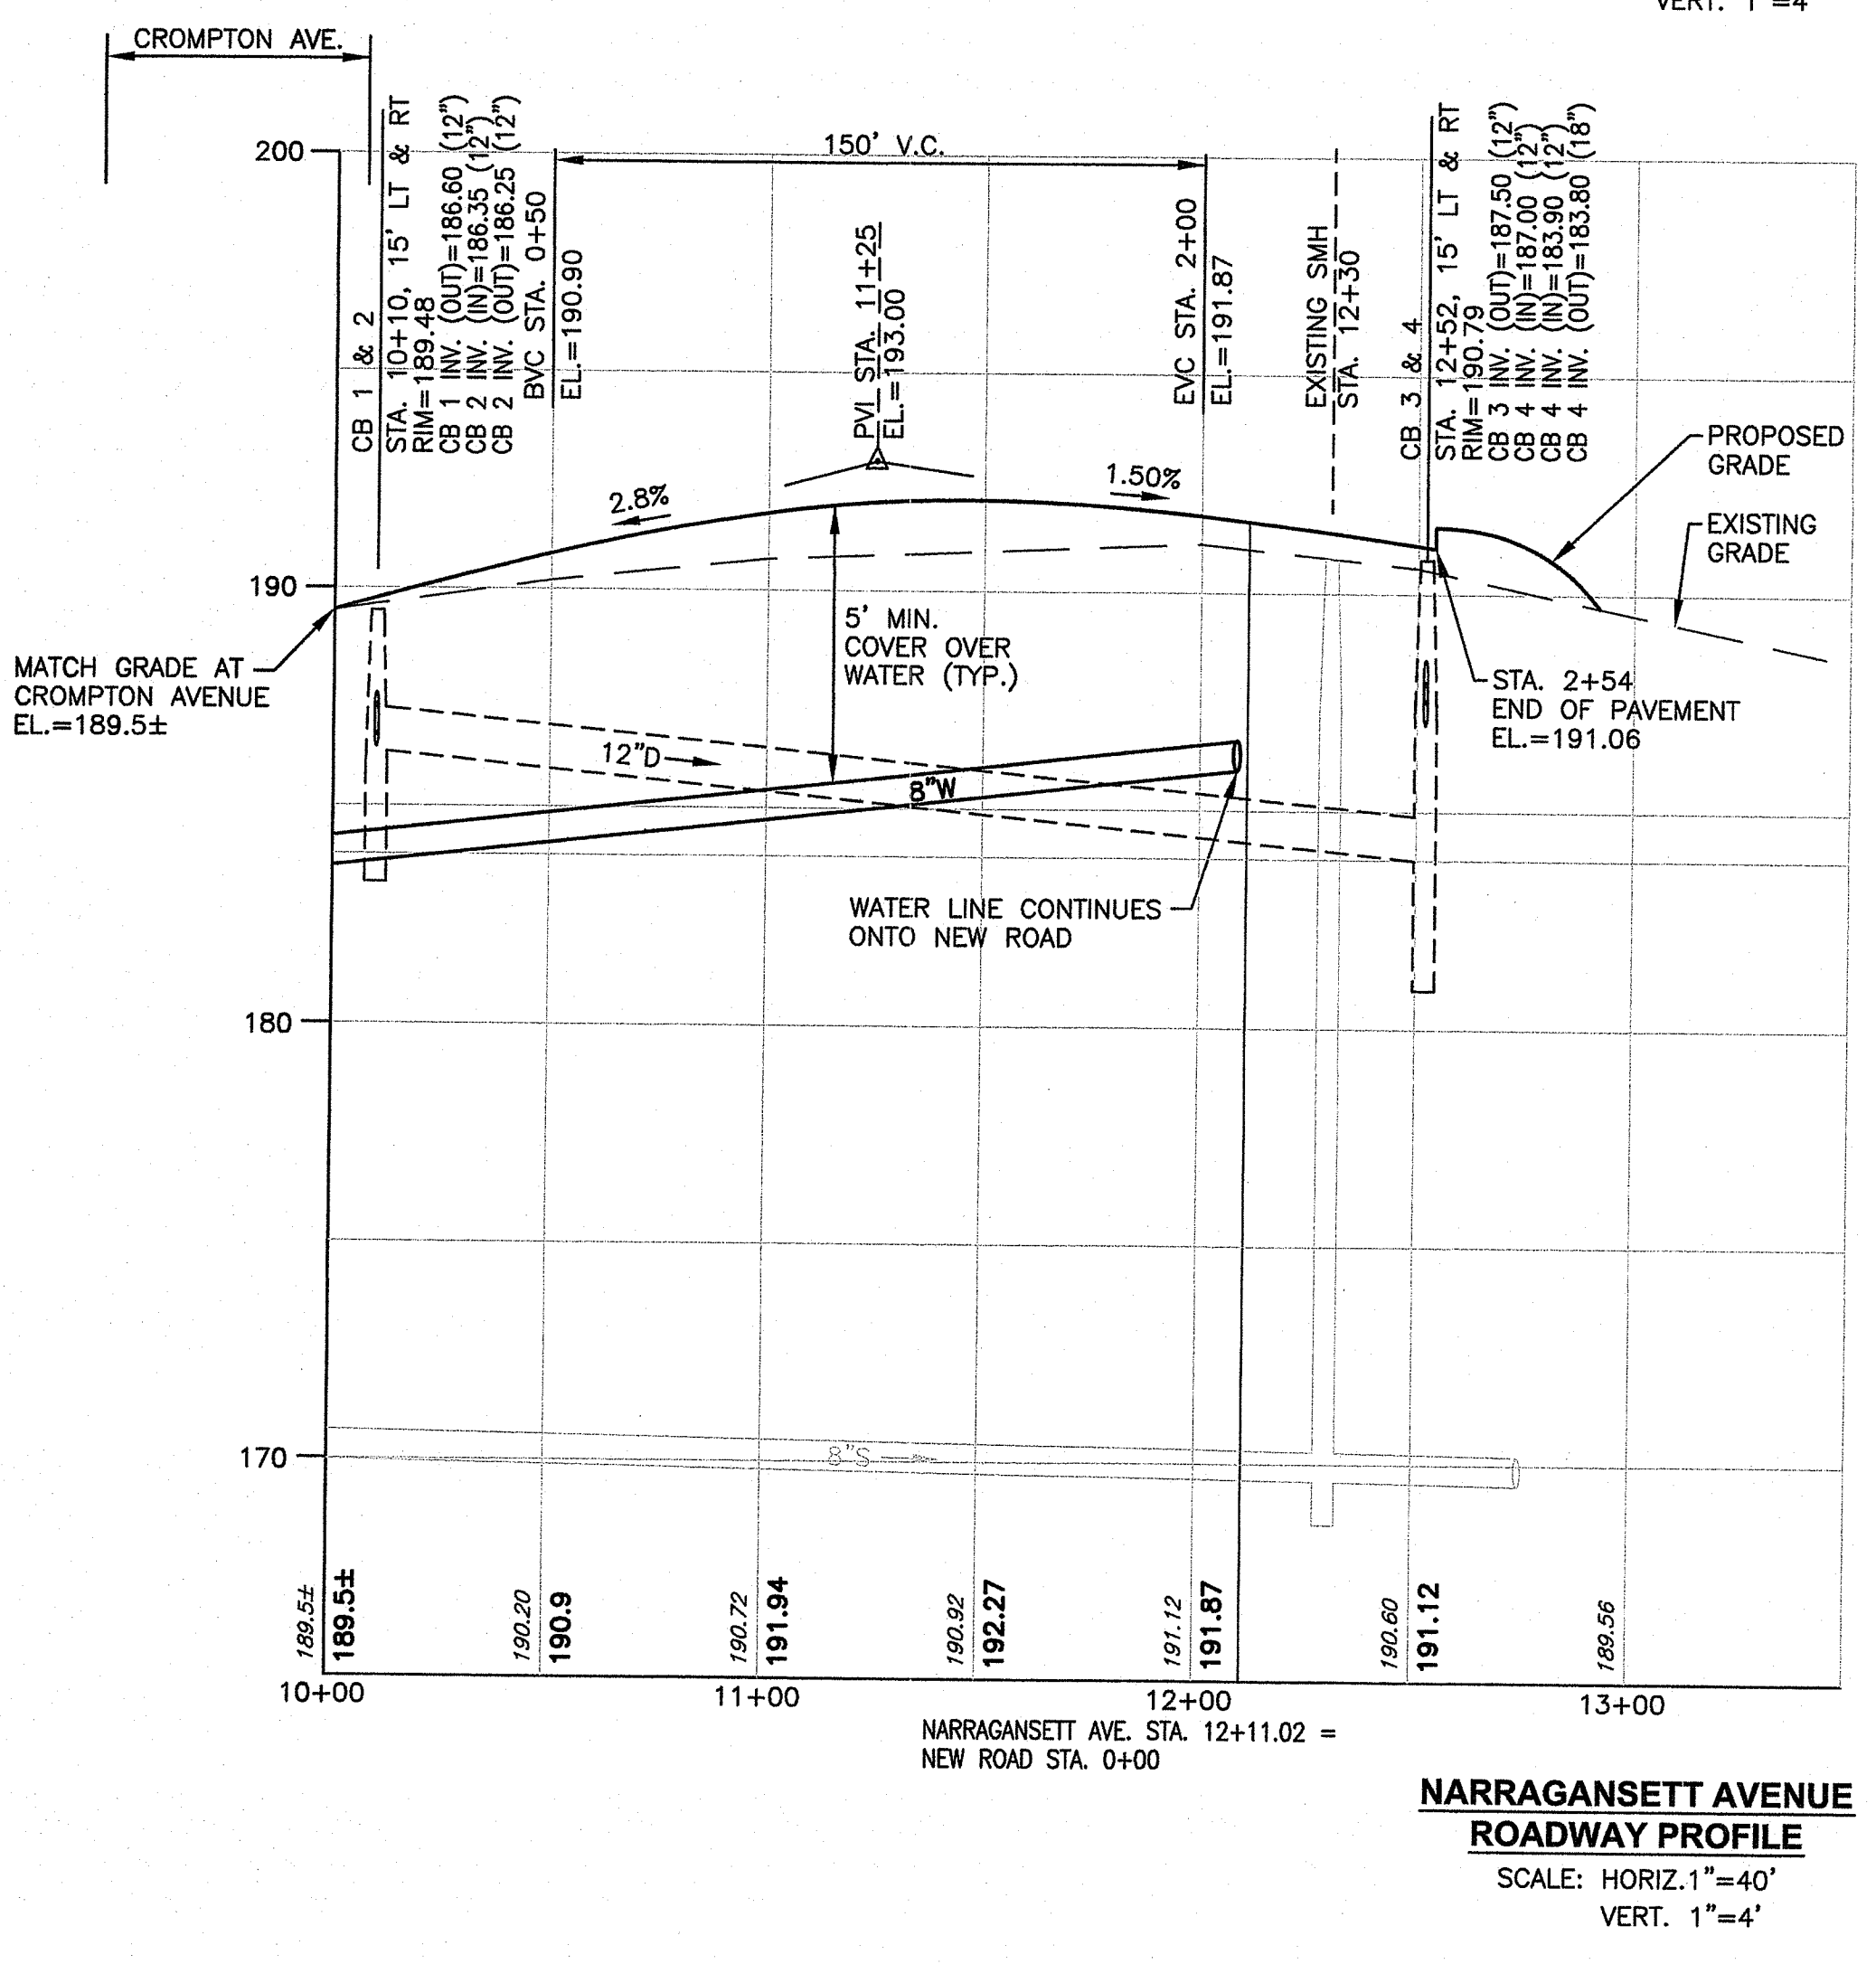 VERT. 1"=4'
CROMPTON AVE.
200
190
180
170
CB 1 & 2
STA. 10+10, 15' LT & RT
RIM=189.48
CB 1 INV. (OUT)=186.60 (12")
CB 2 INV. (IN)=186.35 (12")
CB 2 INV. (OUT)=186.25 (12")
BVC STA. 0+50
EL.=190.90
150' V.C.
PVI STA. 11+25
EL.=193.00
EVC STA. 2+00
EL.=191.87
EXISTING SMH
STA. 12+30
CB 3 & 4
STA. 12+52, 15' LT & RT
RIM=190.79
CB 3 INV. (OUT)=187.50 (12")
CB 4 INV. (IN)=187.00 (12")
CB 4 INV. (IN)=183.90 (12")
CB 4 INV. (OUT)=183.80 (18")
2.8%
1.50%
PROPOSED
GRADE
EXISTING
GRADE
MATCH GRADE AT
CROMPTON AVENUE
EL.=189.5±
5' MIN.
COVER OVER
WATER (TYP.)
STA. 2+54
END OF PAVEMENT
EL.=191.06
12"D
8"W
WATER LINE CONTINUES
ONTO NEW ROAD
8"S
189.5±
189.5±
190.20
190.9
190.72
191.94
190.92
192.27
191.12
191.87
190.60
191.12
189.56
10+00
11+00
12+00
13+00
NARRAGANSETT AVE. STA. 12+11.02 =
NEW ROAD STA. 0+00
NARRAGANSETT AVENUE
ROADWAY PROFILE
SCALE: HORIZ.1"=40'
VERT. 1"=4'